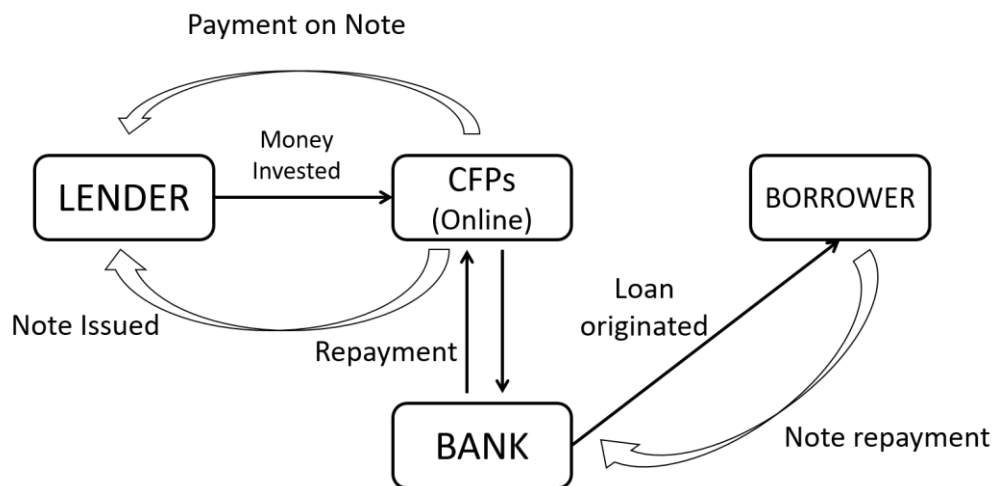 Payment on Note
Money
Invested
LENDER
CFPs
(Online)
BORROWER
Note Issued
Repayment
Loan
originated
BANK
Note repayment